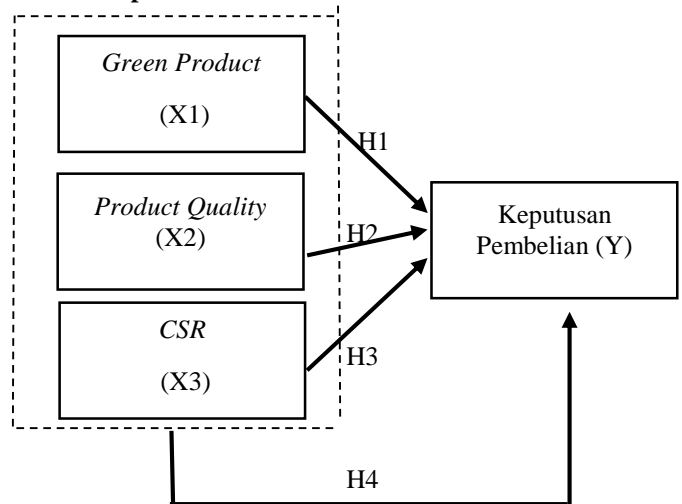 Green Product
(X1)
H1
Product Quality
(X2)
H2
Keputusan
Pembelian (Y)
CSR
(X3)
H3
H4